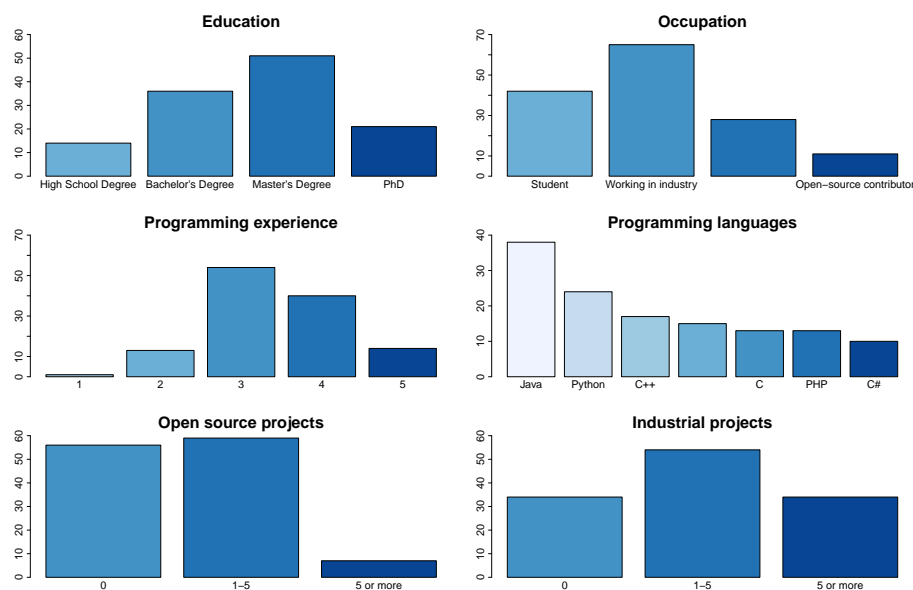 Education
0 10 20 30 40 50 60
High School Degree Bachelor's Degree Master's Degree PhD
Occupation
10 30 50 70
Student Working in industry Open−source contributor
Programming experience
10 30 50 70
1 2 3 4 5
Programming languages
0 10 20 30 40
Java Python C++ C PHP C#
Open source projects
0 10 20 30 40 50 60
0 1−5 5 or more
Industrial projects
0 10 20 30 40 50 60
0 1−5 5 or more